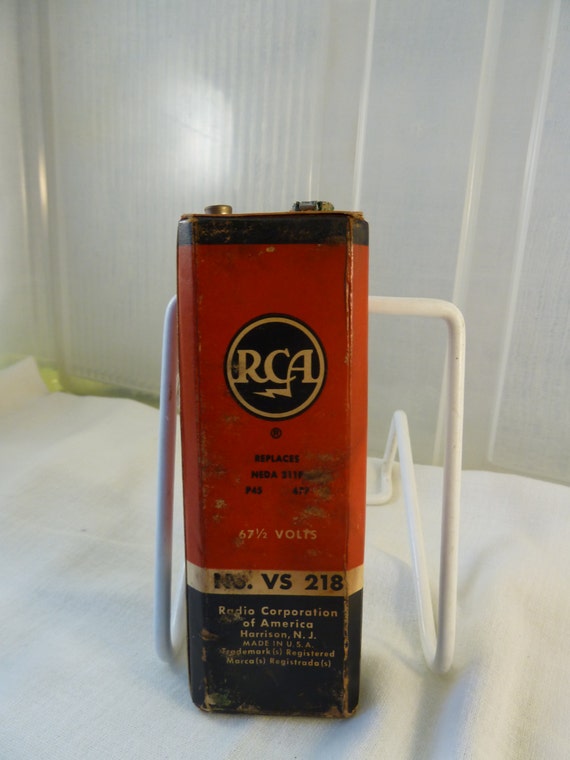 RCA
®
REPLACES
NEDA
P45
67½ VOLTS
No. VS 218
Radio Corporation
of America
Harrison, N. J.
MADE IN U.S.A.
Trademark(s) Registered
Marca(s) Registrada(s)